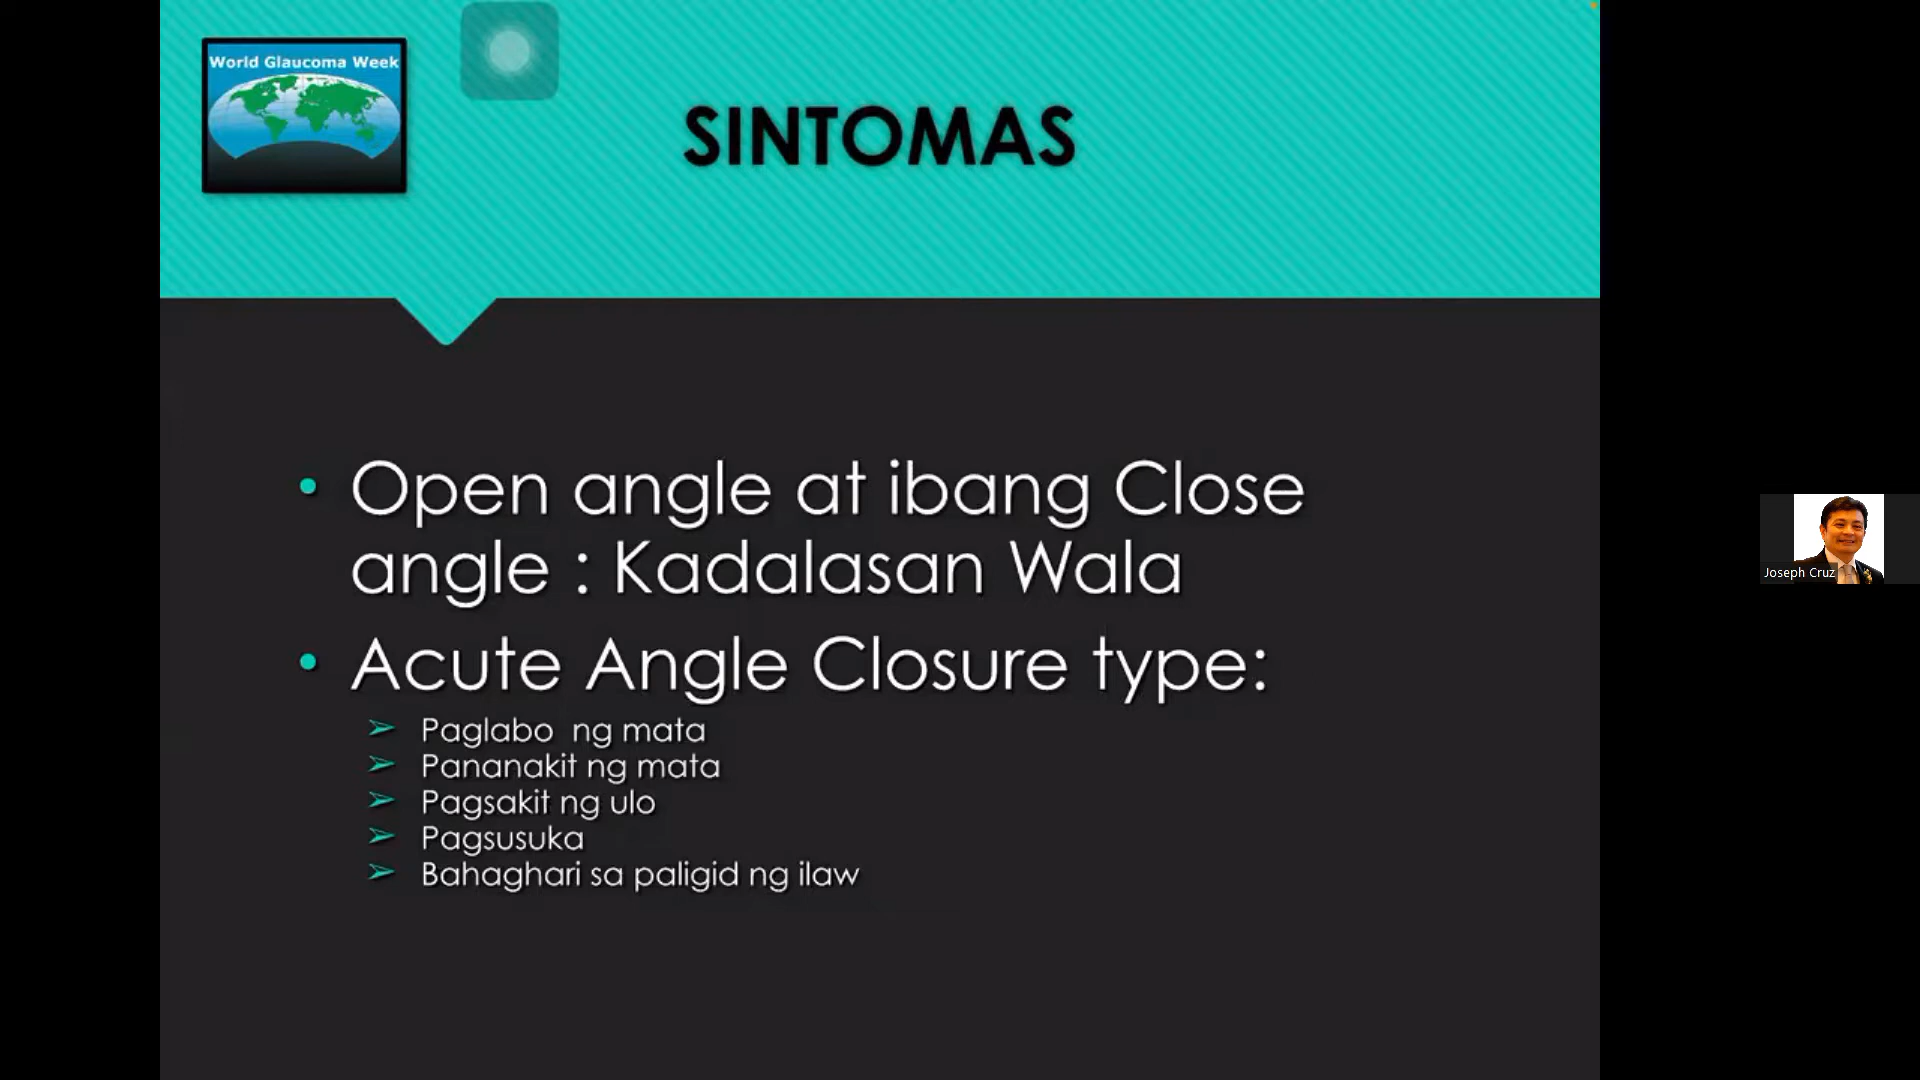 World Glaucoma Week
SINTOMAS
• Open angle at ibang Close
angle : Kadalasan Wala
• Acute Angle Closure type:
➢ Paglabo ng mata
➢ Pananakit ng mata
➢ Pagsakit ng ulo
➢ Pagsusuka
➢ Bahaghari sa paligid ng ilaw
Joseph Cruz